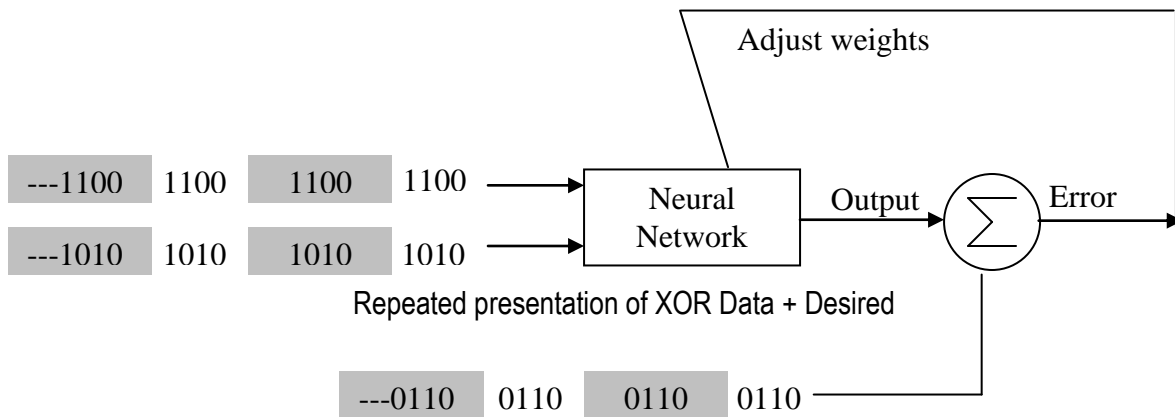 Adjust weights
---1100 1100 1100 1100
Neural
Network
Output
∑
Error
---1010 1010 1010 1010
Repeated presentation of XOR Data + Desired
---0110 0110 0110 0110